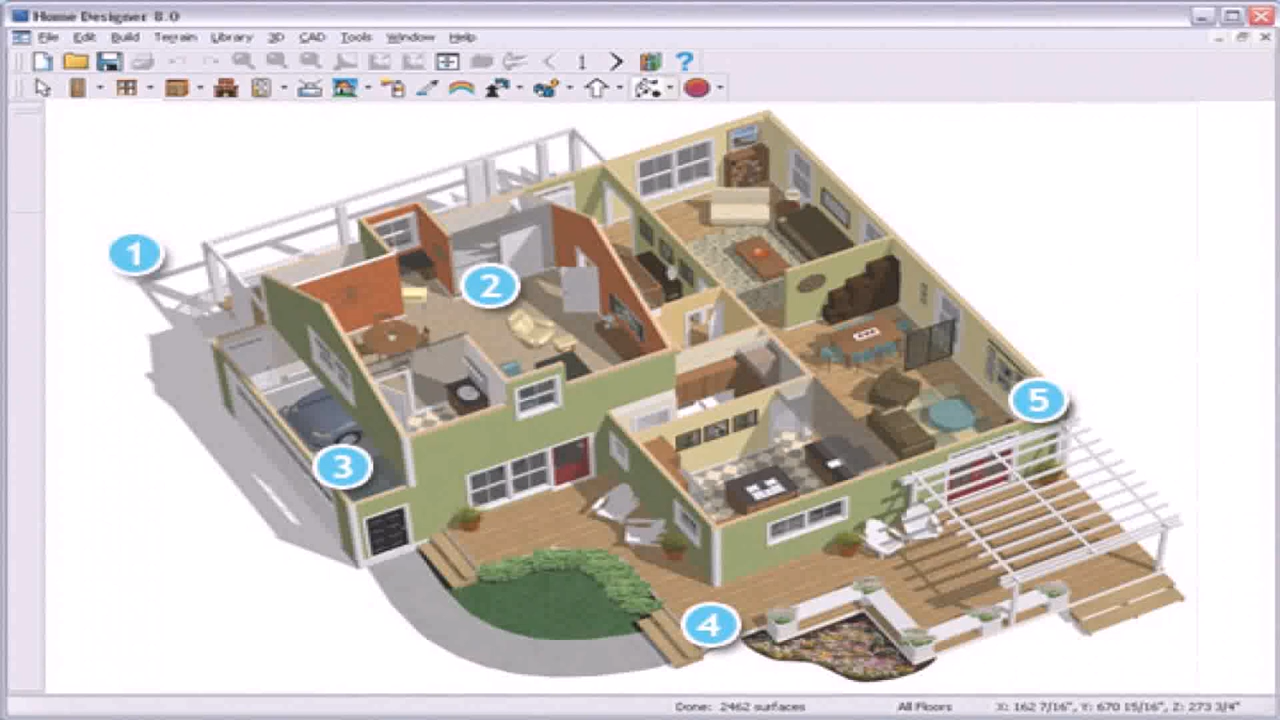 Home Designer 8.0
File Edit Build Terrain Library 3D CAD Tools Window Help
1
?
1
2
5
3
4
Done: 2462 surfaces All Floors X: 162 7/16", Y: 670 15/16", Z: 273 3/4"